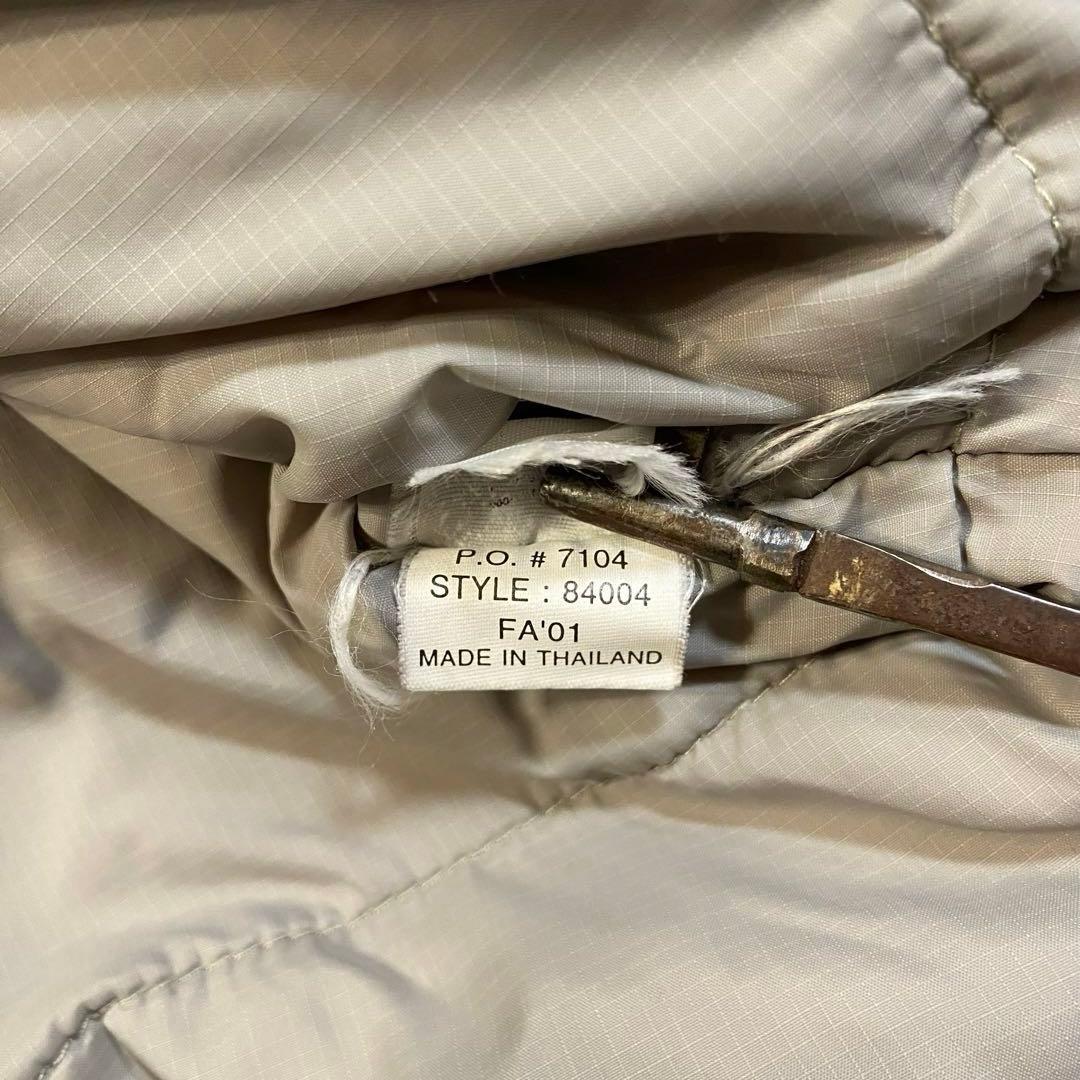 P.O. # 7104
STYLE : 84004
FA'01
MADE IN THAILAND